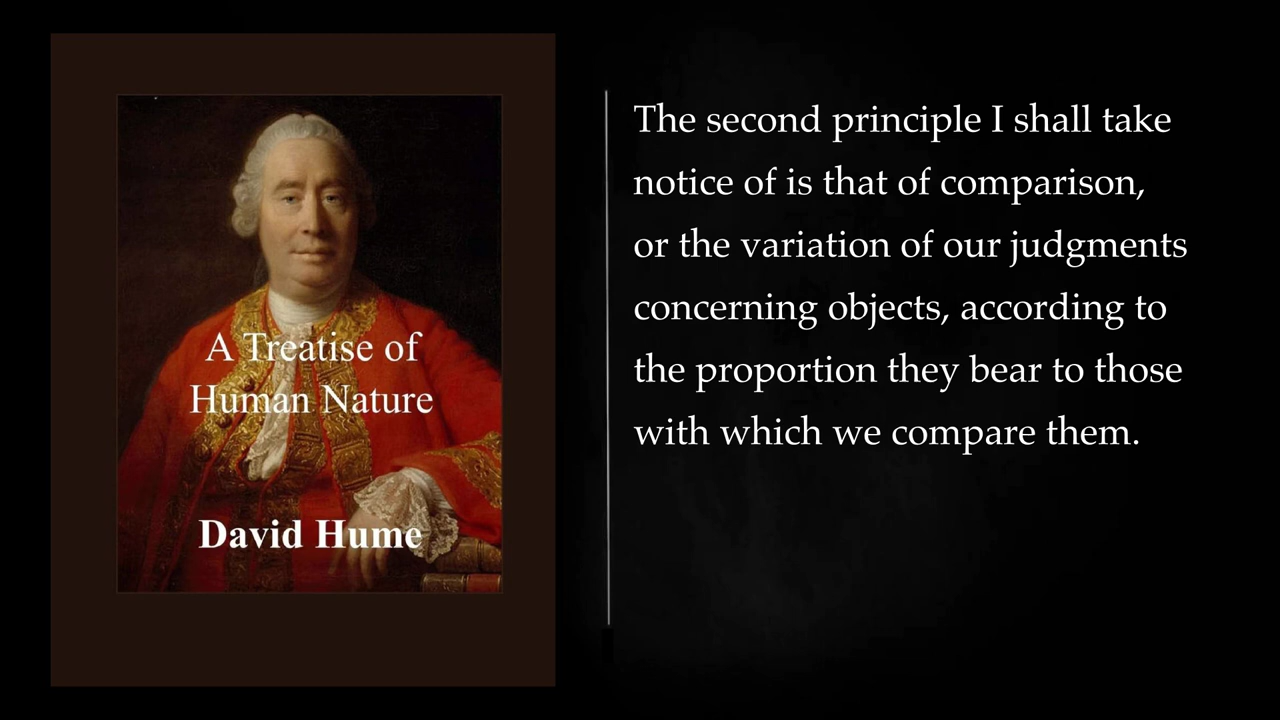 A Treatise of
Human Nature
David Hume
The second principle I shall take
notice of is that of comparison,
or the variation of our judgments
concerning objects, according to
the proportion they bear to those
with which we compare them.